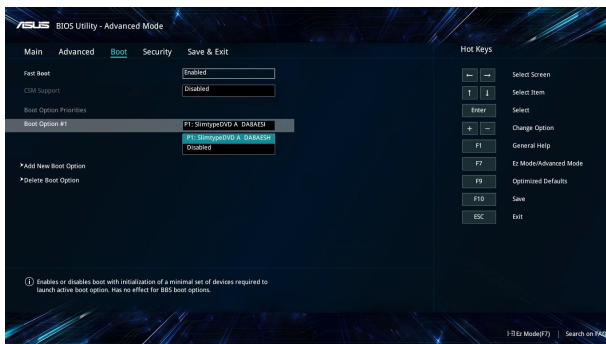 ASUS BIOS Utility - Advanced Mode
Main Advanced Boot Security Save & Exit
Hot Keys
Fast Boot Enabled
CSM Support Disabled
Boot Option Priorities
Boot Option #1 P1: SlimtypeDVD A DA8AESI
P1: SlimtypeDVD A DA8AESH
Disabled
Add New Boot Option
Delete Boot Option
← → Select Screen
↑ ↓ Select Item
Enter Select
+ − Change Option
F1 General Help
F7 Ez Mode/Advanced Mode
F9 Optimized Defaults
F10 Save
ESC Exit
Enables or disables boot with initialization of a minimal set of devices required to
launch active boot option. Has no effect for BBS boot options.
Ez Mode(F7) | Search on FAQ